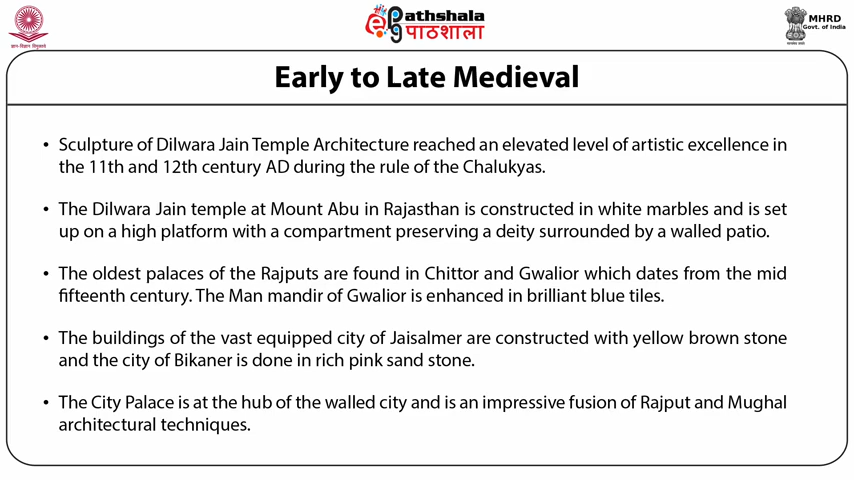 ज्ञान-विज्ञान विमुक्तये
epathshala
पाठशाला
MHRD
Govt. of India
सत्यमेव जयते
Early to Late Medieval
• Sculpture of Dilwara Jain Temple Architecture reached an elevated level of artistic excellence in
the 11th and 12th century AD during the rule of the Chalukyas.
• The Dilwara Jain temple at Mount Abu in Rajasthan is constructed in white marbles and is set
up on a high platform with a compartment preserving a deity surrounded by a walled patio.
• The oldest palaces of the Rajputs are found in Chittor and Gwalior which dates from the mid
fifteenth century. The Man mandir of Gwalior is enhanced in brilliant blue tiles.
• The buildings of the vast equipped city of Jaisalmer are constructed with yellow brown stone
and the city of Bikaner is done in rich pink sand stone.
• The City Palace is at the hub of the walled city and is an impressive fusion of Rajput and Mughal
architectural techniques.